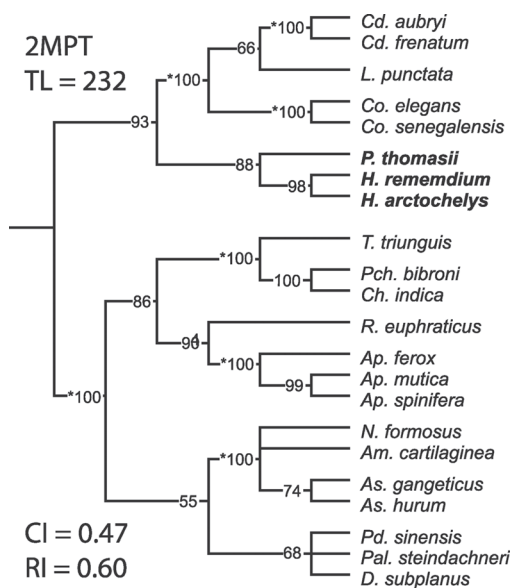 2MPT
TL = 232
*100
Cd. aubryi
Cd. frenatum
66
L. punctata
*100
*100
Co. elegans
Co. senegalensis
93
88
P. thomasii
98
H. rememdium
H. arctochelys
*100
T. triunguis
100
Pch. bibroni
Ch. indica
86
R. euphraticus
*100
Ap. ferox
99
Ap. mutica
Ap. spinifera
*100
*100
N. formosus
Am. cartilaginea
74
As. gangeticus
As. hurum
55
68
Pd. sinensis
Pal. steindachneri
D. subplanus
CI = 0.47
RI = 0.60